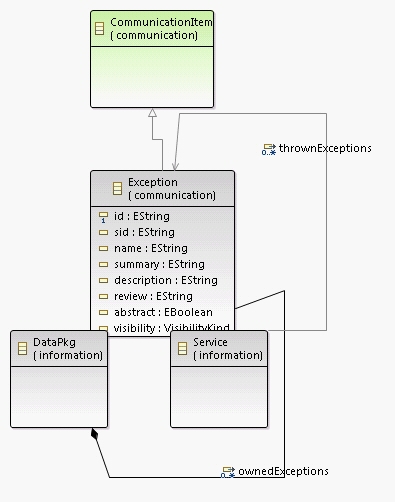 CommunicationItem
(communication)
thrownExceptions
0..*
Exception
(communication)
1
id : EString
sid : EString
name : EString
summary : EString
description : EString
review : EString
abstract : EBoolean
visibility : VisibilityKind
DataPkg
(information)
Service
(information)
ownedExceptions
0..*